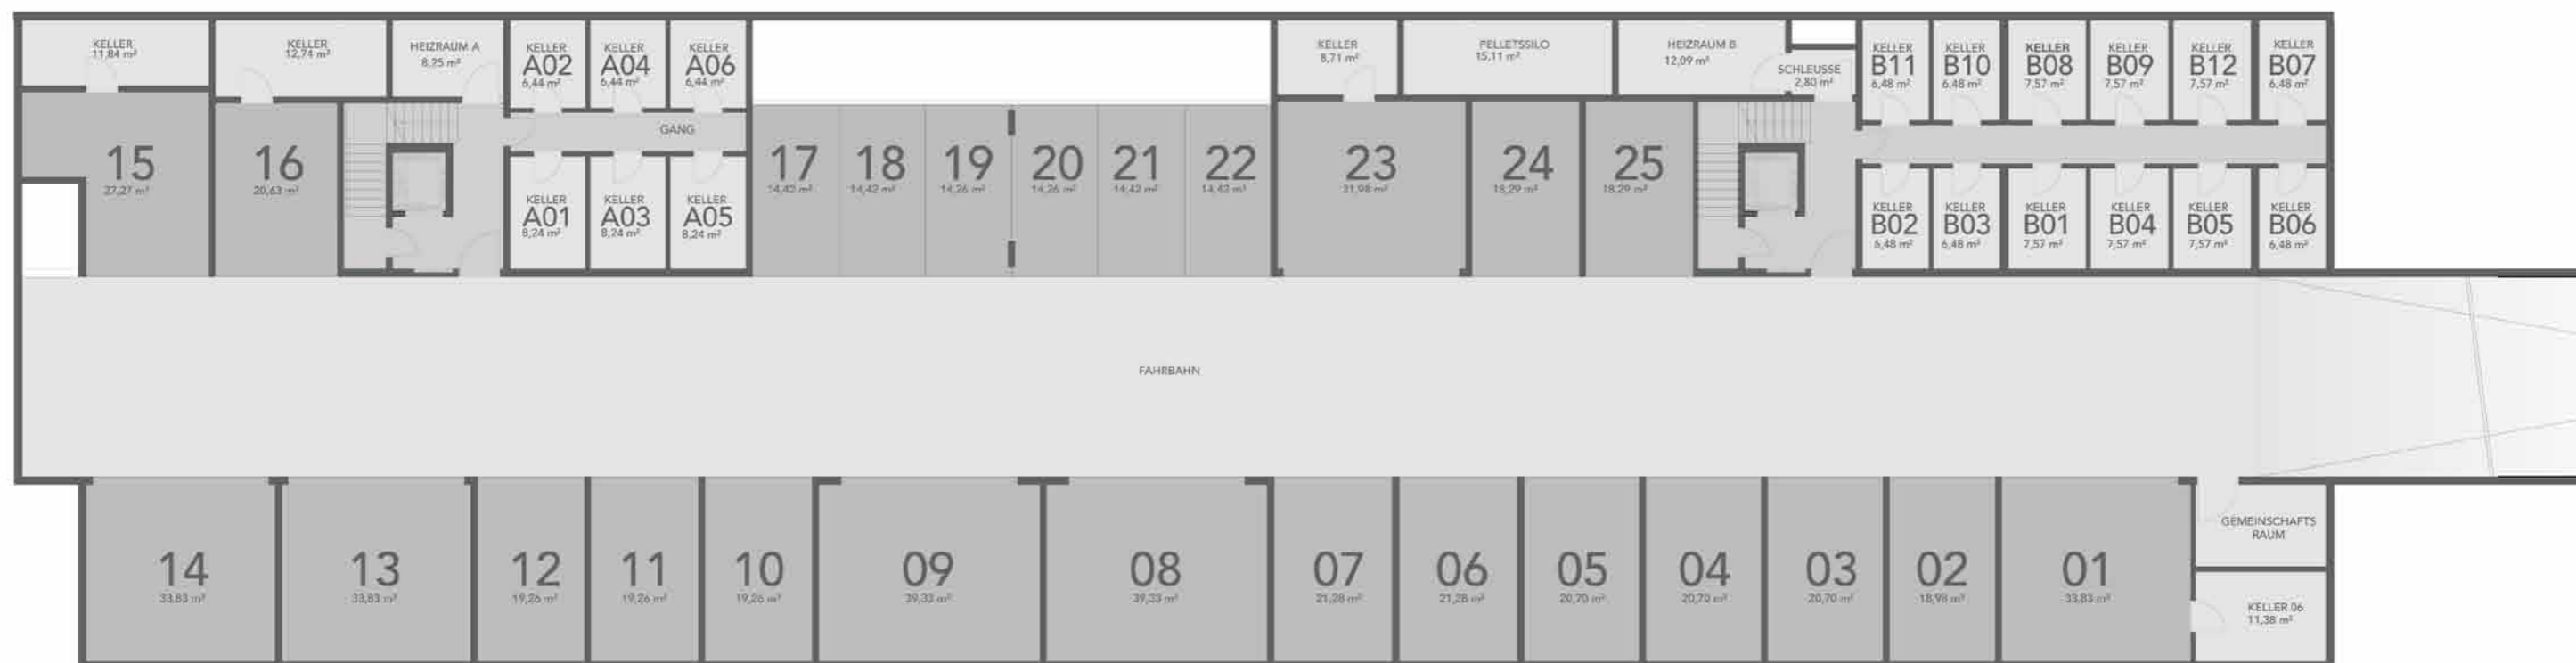 KELLER
11,84 m²
KELLER
12,74 m²
HEIZRAUM A
8,25 m²
KELLER
A02
6,44 m²
KELLER
A04
6,44 m²
KELLER
A06
6,44 m²
KELLER
8,71 m²
PELLETSSILO
15,11 m²
HEIZRAUM B
12,09 m²
SCHLEUSSE
2,80 m²
KELLER
B11
6,48 m²
KELLER
B10
6,48 m²
KELLER
B08
7,57 m²
KELLER
B09
7,57 m²
KELLER
B12
7,57 m²
KELLER
B07
6,48 m²
GANG
15
27,27 m²
16
20,63 m²
KELLER
A01
8,24 m²
KELLER
A03
8,24 m²
KELLER
A05
8,24 m²
17
14,42 m²
18
14,42 m²
19
14,26 m²
20
14,26 m²
21
14,42 m²
22
14,42 m²
23
31,98 m²
24
18,29 m²
25
18,29 m²
KELLER
B02
6,48 m²
KELLER
B03
6,48 m²
KELLER
B01
7,57 m²
KELLER
B04
7,57 m²
KELLER
B05
7,57 m²
KELLER
B06
6,48 m²
FAHRBAHN
14
33,83 m²
13
33,83 m²
12
19,26 m²
11
19,26 m²
10
19,26 m²
09
39,33 m²
08
39,33 m²
07
21,28 m²
06
21,28 m²
05
20,70 m²
04
20,70 m²
03
20,70 m²
02
18,98 m²
01
33,83 m²
GEMEINSCHAFTS
RAUM
KELLER 06
11,38 m²